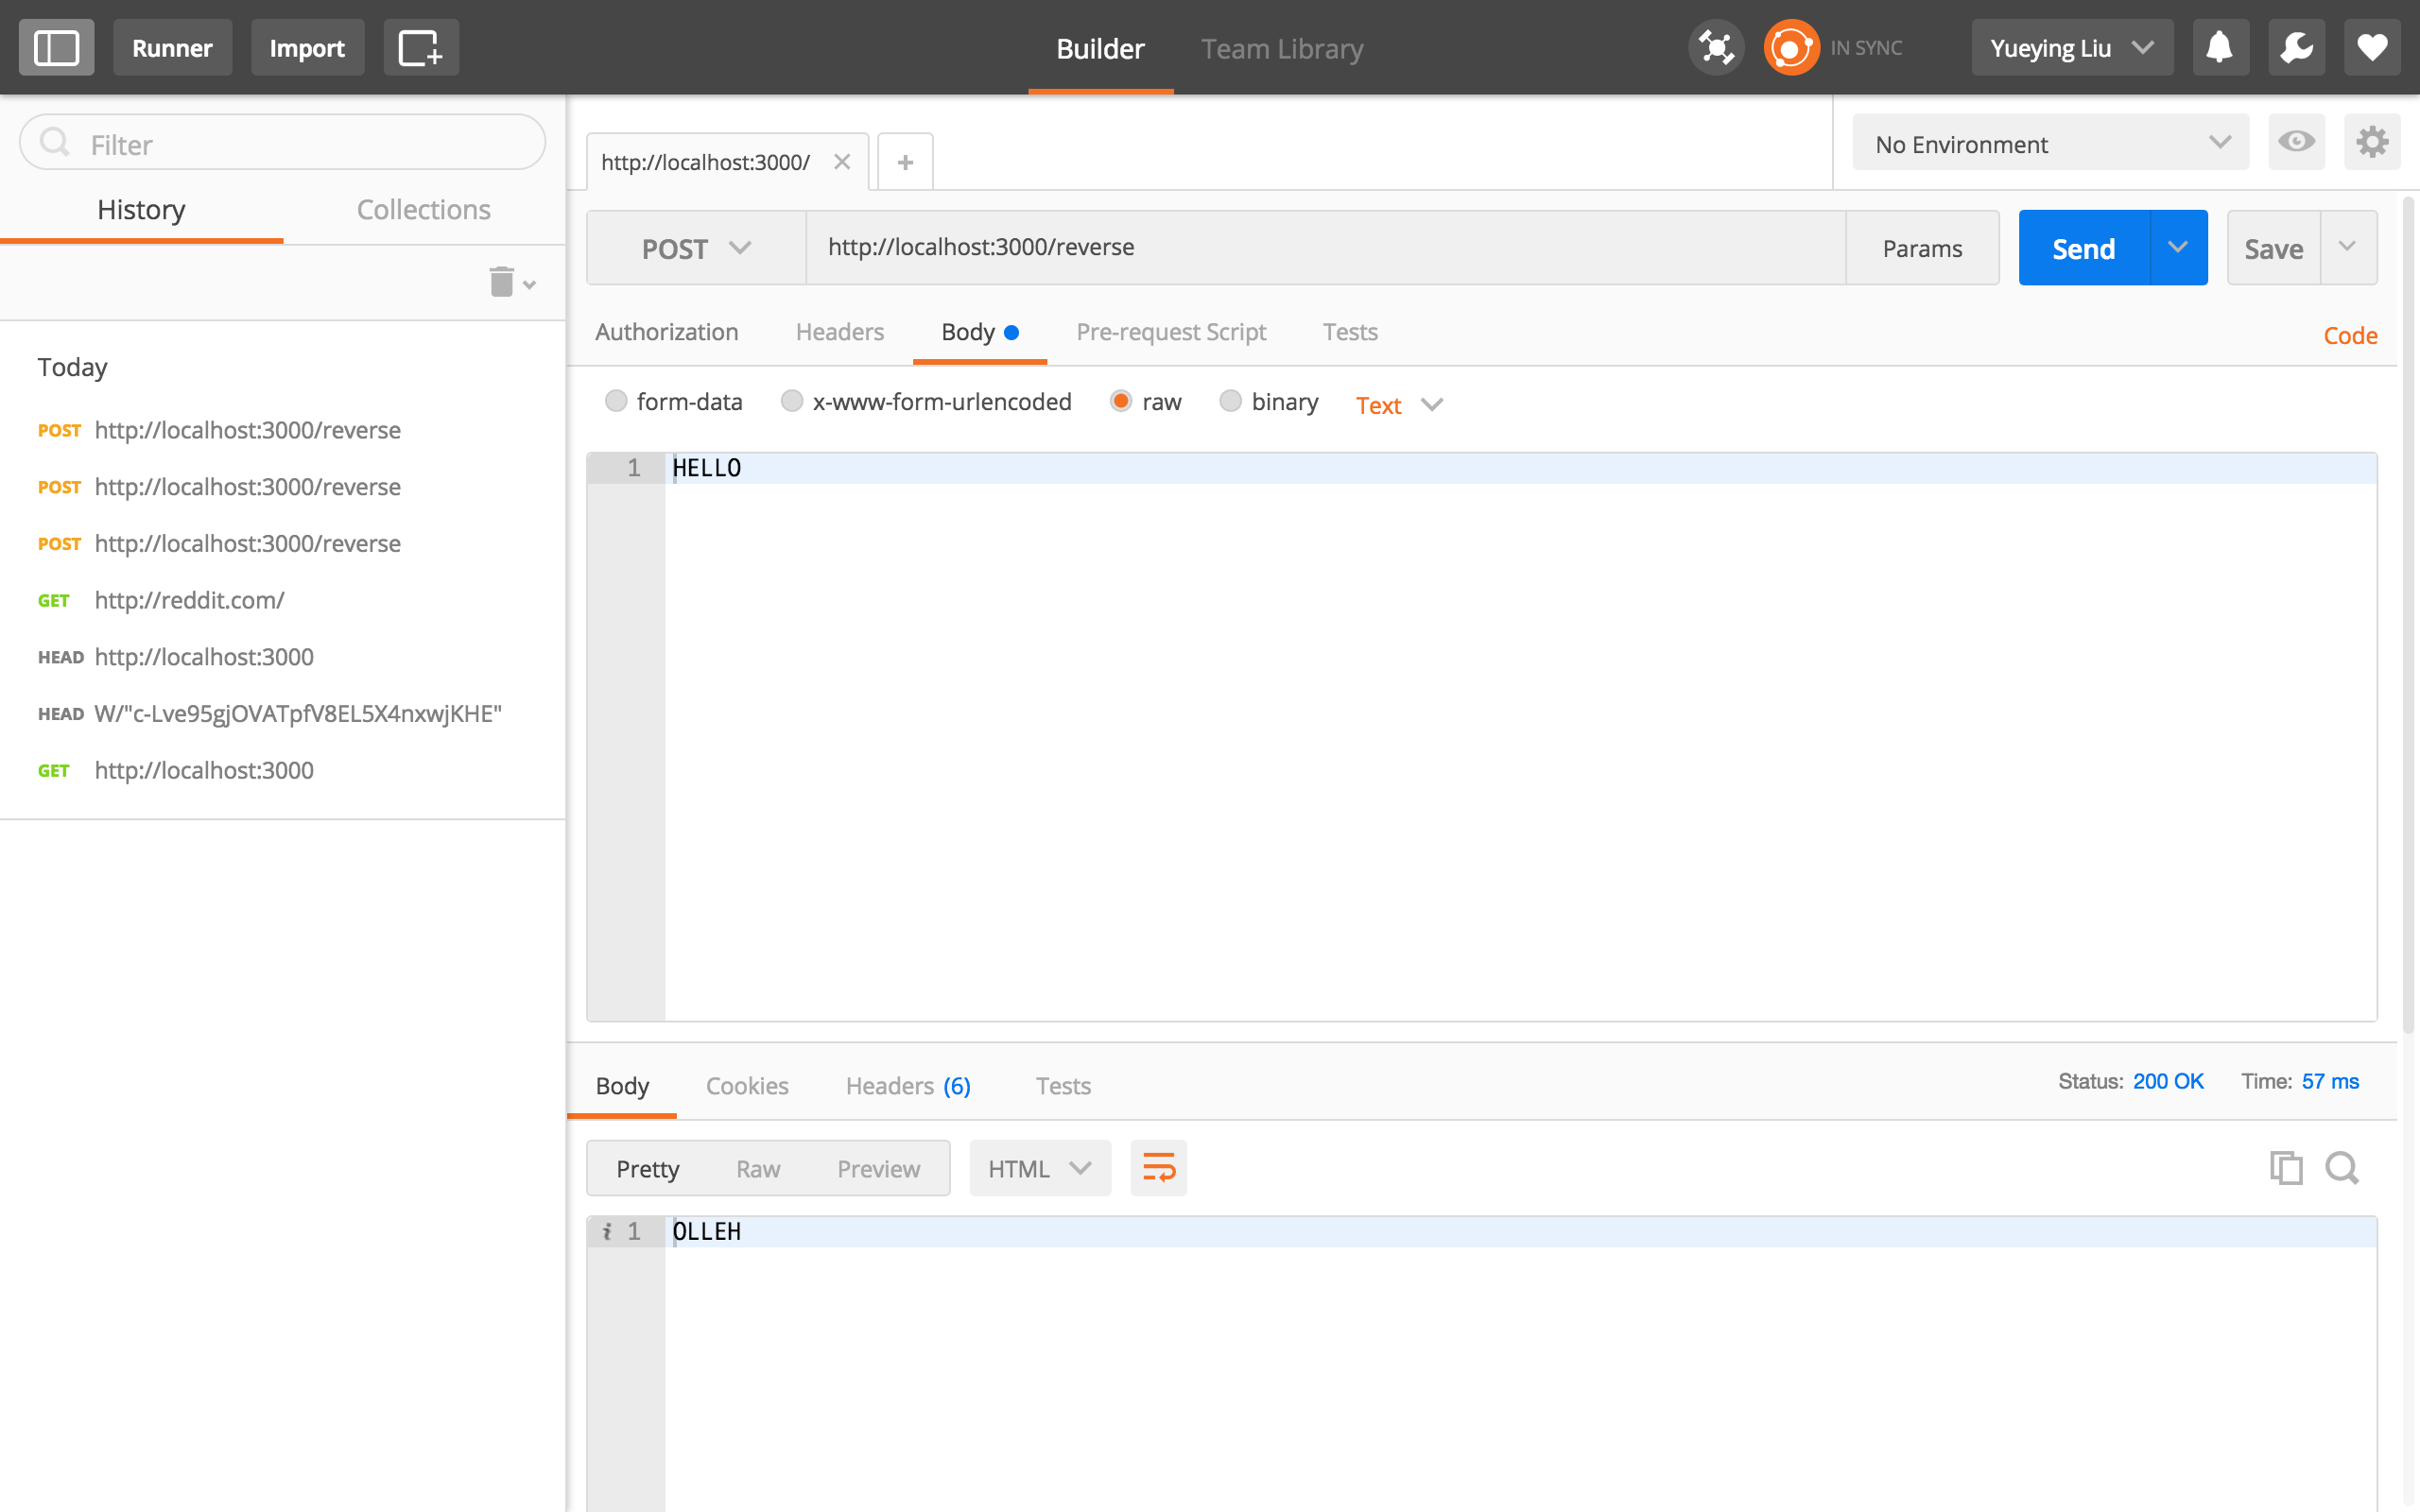 Runner Import Builder Team Library IN SYNC Yueying Liu
Filter
History Collections
Today
POST http://localhost:3000/reverse
POST http://localhost:3000/reverse
POST http://localhost:3000/reverse
GET http://reddit.com/
HEAD http://localhost:3000
HEAD W/"c-Lve95gjOVATpfV8EL5X4nxwjKHE"
GET http://localhost:3000
http://localhost:3000/ +
No Environment
POST http://localhost:3000/reverse Params Send Save
Authorization Headers Body Pre-request Script Tests Code
form-data x-www-form-urlencoded raw binary Text
1 HELLO
Body Cookies Headers (6) Tests Status: 200 OK Time: 57 ms
Pretty Raw Preview HTML
i 1 OLLEH